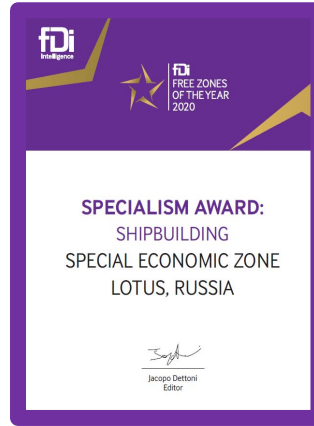 fDi
Intelligence
fDi
FREE ZONES
OF THE YEAR
2020
SPECIALISM AWARD:
SHIPBUILDING
SPECIAL ECONOMIC ZONE
LOTUS, RUSSIA
Jacopo Dettoni
Editor